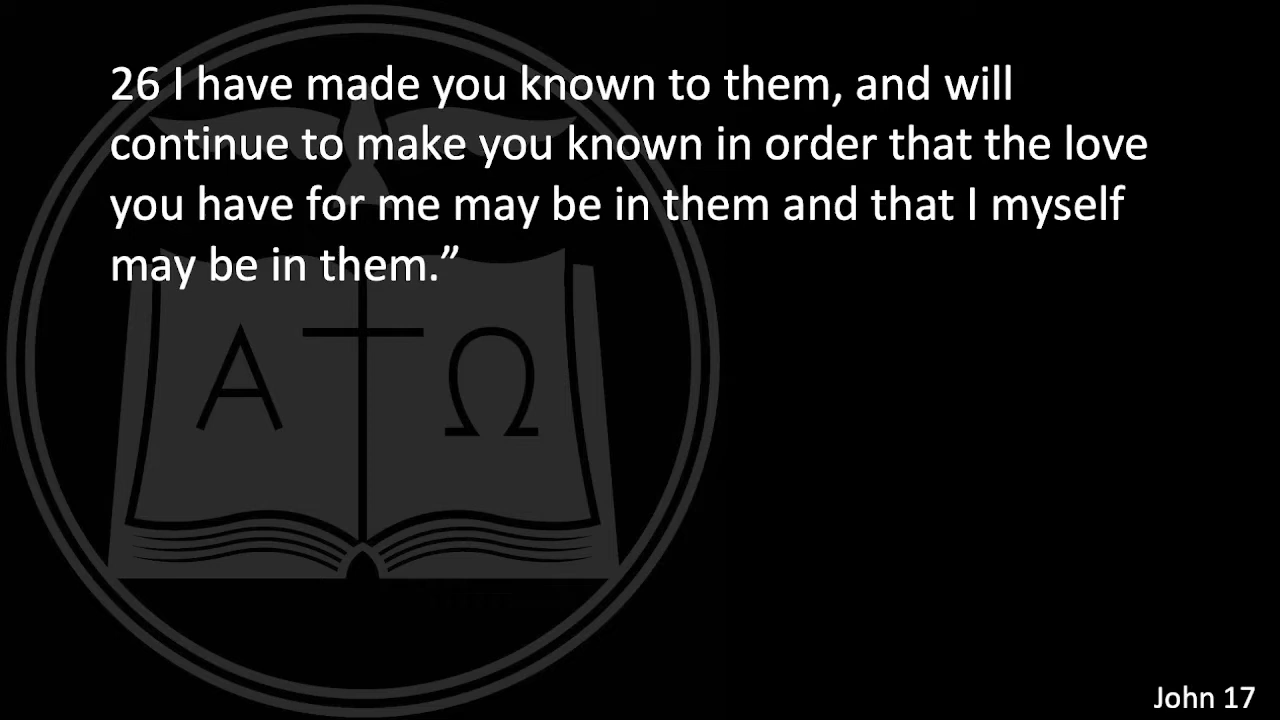 26 I have made you known to them, and will
continue to make you known in order that the love
you have for me may be in them and that I myself
may be in them.”
Α Ω
John 17